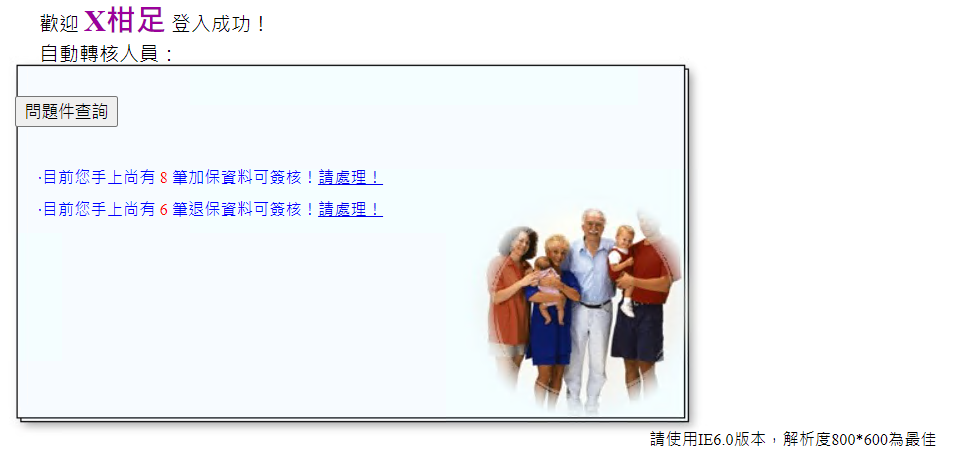 歡迎 X柑足 登入成功！
自動轉核人員：
問題件查詢
‧目前您手上尚有 8 筆加保資料可簽核！請處理！
‧目前您手上尚有 6 筆退保資料可簽核！請處理！
請使用IE6.0版本，解析度800*600為最佳